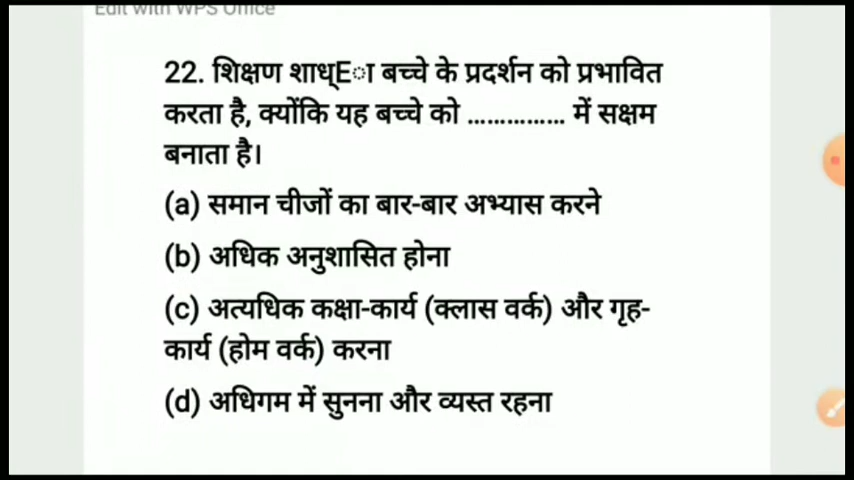 Edit with WPS Office
22. शिक्षण शाध्Eा बच्चे के प्रदर्शन को प्रभावित
करता है, क्योंकि यह बच्चे को ............... में सक्षम
बनाता है।
(a) समान चीजों का बार-बार अभ्यास करने
(b) अधिक अनुशासित होना
(c) अत्यधिक कक्षा-कार्य (क्लास वर्क) और गृह-
कार्य (होम वर्क) करना
(d) अधिगम में सुनना और व्यस्त रहना